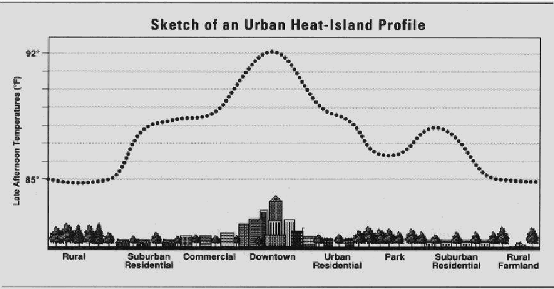 Sketch of an Urban Heat-Island Profile
Late Afternoon Temperatures (°F)
92°
85°
Rural
Suburban
Residential
Commercial
Downtown
Urban
Residential
Park
Suburban
Residential
Rural
Farmland